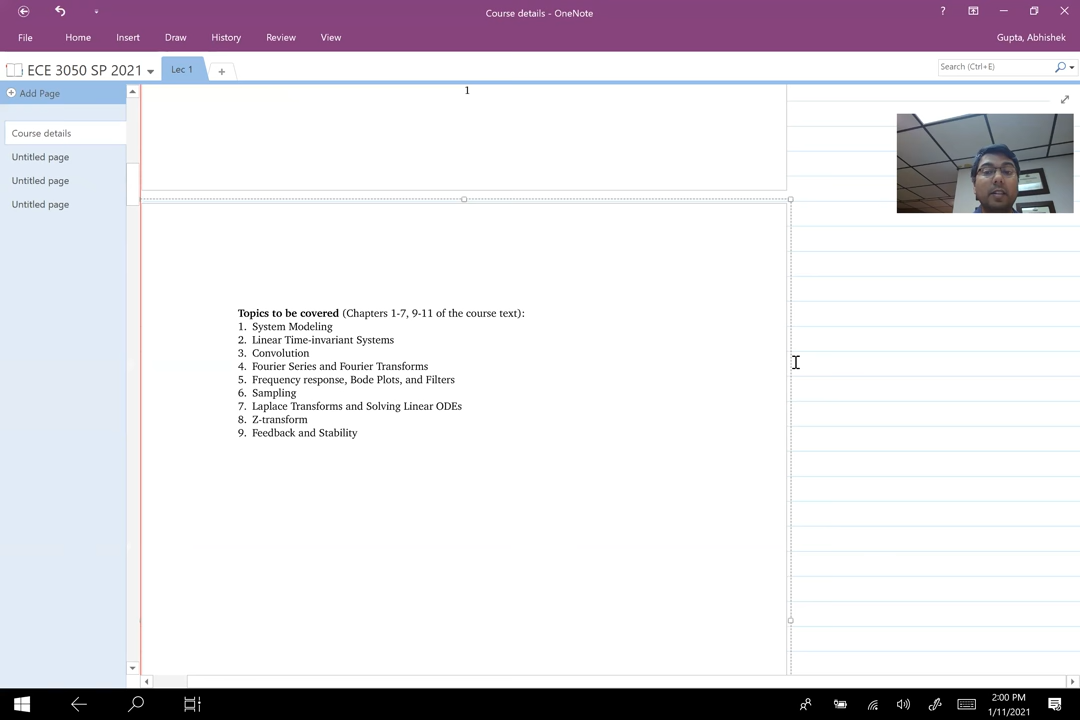 Course details - OneNote
?
File
Home
Insert
Draw
History
Review
View
Gupta, Abhishek
ECE 3050 SP 2021
Lec 1
+
Search (Ctrl+E)
Add Page
Course details
Untitled page
Untitled page
Untitled page
1
Topics to be covered (Chapters 1-7, 9-11 of the course text):
1. System Modeling
2. Linear Time-invariant Systems
3. Convolution
4. Fourier Series and Fourier Transforms
5. Frequency response, Bode Plots, and Filters
6. Sampling
7. Laplace Transforms and Solving Linear ODEs
8. Z-transform
9. Feedback and Stability
2:00 PM
1/11/2021